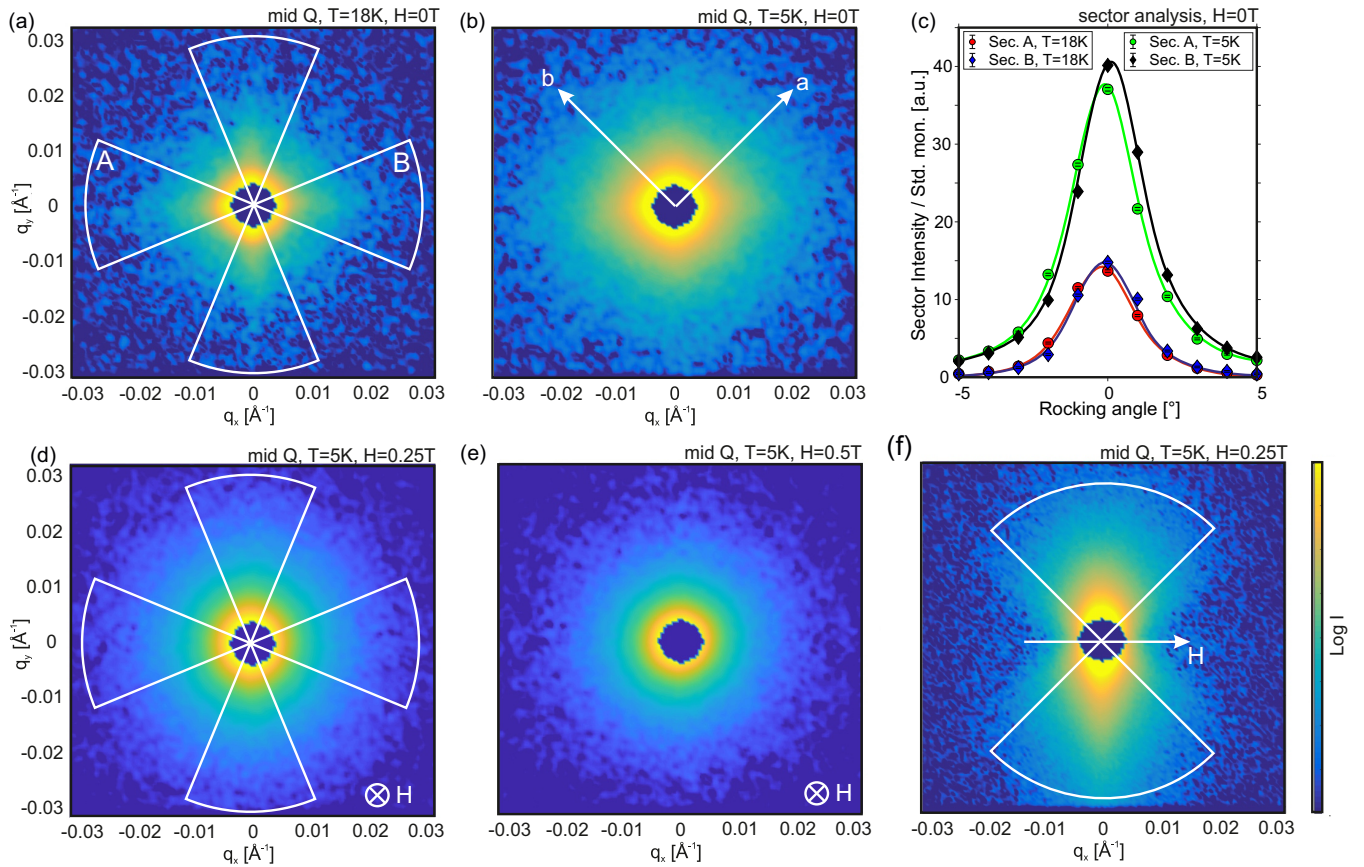 (a) mid Q, T=18K, H=0T
0.03
0.02
0.01
0
-0.01
-0.02
-0.03
qy [Å-1]
A
B
-0.03 -0.02 -0.01 0 0.01 0.02 0.03
qx [Å-1]
(b) mid Q, T=5K, H=0T
b
a
-0.03 -0.02 -0.01 0 0.01 0.02 0.03
qx [Å-1]
(c) sector analysis, H=0T
Sec. A, T=18K
Sec. B, T=18K
Sec. A, T=5K
Sec. B, T=5K
40
30
20
10
0
Sector Intensity / Std. mon. [a.u.]
-5 0 5
Rocking angle [°]
(d) mid Q, T=5K, H=0.25T
0.03
0.02
0.01
0
-0.01
-0.02
-0.03
qy [Å-1]
H
-0.03 -0.02 -0.01 0 0.01 0.02 0.03
qx [Å-1]
(e) mid Q, T=5K, H=0.5T
H
-0.03 -0.02 -0.01 0 0.01 0.02 0.03
qx [Å-1]
(f) mid Q, T=5K, H=0.25T
H
-0.03 -0.02 -0.01 0 0.01 0.02 0.03
qx [Å-1]
Log I